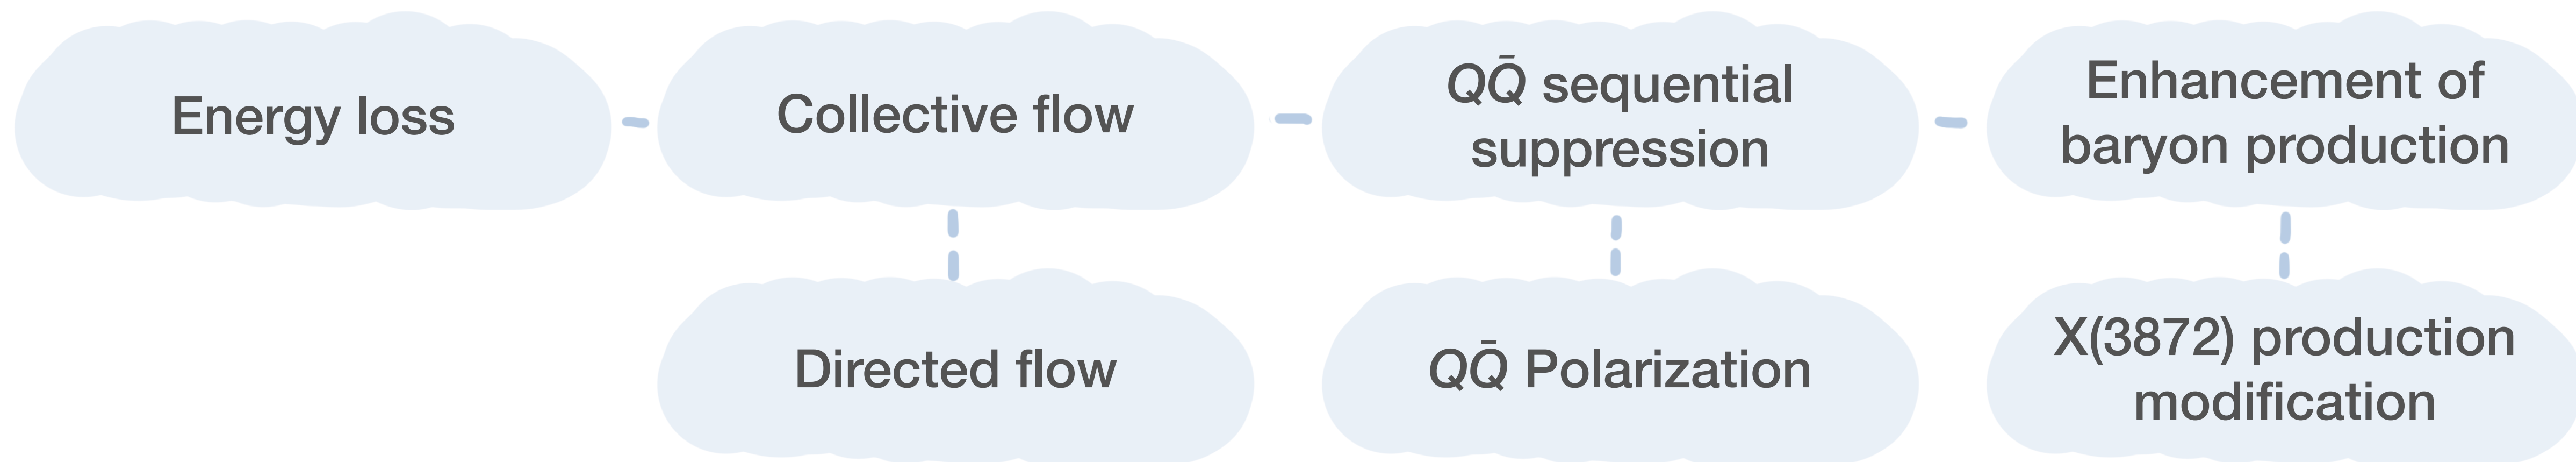 Energy loss
Collective flow
QQ̄ sequential
suppression
Enhancement of
baryon production
Directed flow
QQ̄ Polarization
X(3872) production
modification